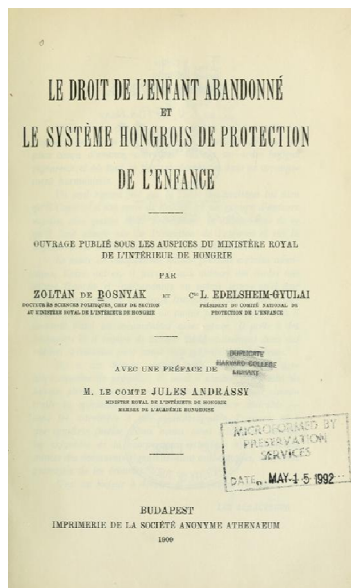 LE DROIT DE L'ENFANT ABANDONNÉ
ET
LE SYSTÈME HONGROIS DE PROTECTION
DE L'ENFANCE
OUVRAGE PUBLIÉ SOUS LES AUSPICES DU MINISTÈRE ROYAL
DE L'INTÉRIEUR DE HONGRIE
PAR
ZOLTAN DE BOSNYAK ET Cte L. EDELSHEIM-GYULAI
DOCTEUR ÈS SCIENCES POLITIQUES, CHEF DE SECTION PRÉSIDENT DU COMITÉ NATIONAL DE
AU MINISTÈRE ROYAL DE L'INTÉRIEUR DE HONGRIE PROTECTION DE L'ENFANCE
DUPLICATE
HARVARD COLLEGE
LIBRARY
AVEC UNE PRÉFACE DE
M. LE COMTE JULES ANDRÁSSY
MINISTRE ROYAL DE L'INTÉRIEUR DE HONGRIE
MEMBRE DE L'ACADÉMIE HONGROISE
MICROFORMED BY
PRESERVATION
SERVICES
DATE MAY 15 1992
BUDAPEST
IMPRIMERIE DE LA SOCIÉTÉ ANONYME ATHENAEUM
1909